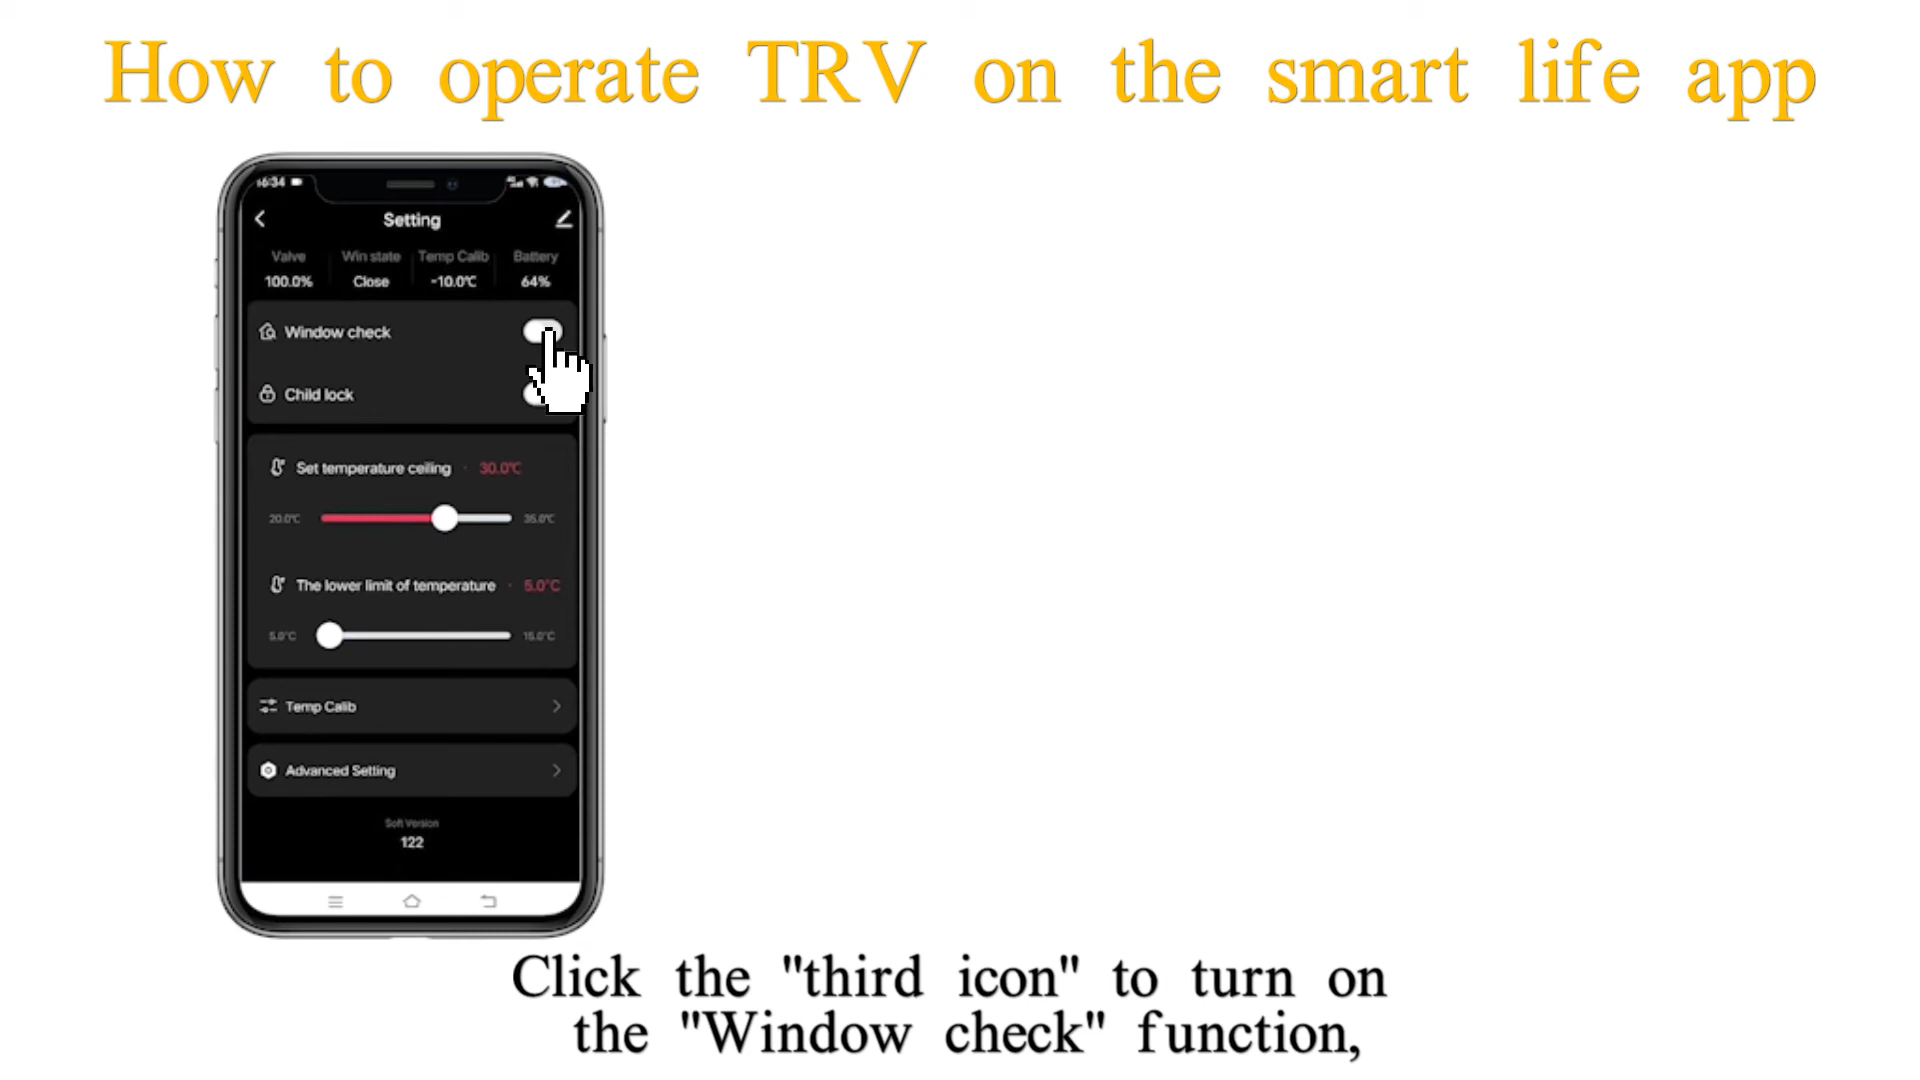 How to operate TRV on the smart life app
16:34
Setting
Valve Win state Temp Calib Battery
100.0% Close -10.0℃ 64%
Window check
Child lock
Set temperature ceiling · 30.0℃
20.0℃ 35.0℃
The lower limit of temperature · 5.0°C
5.0°C 15.0°C
Temp Calib
Advanced Setting
Soft Version
122
Click the "third icon" to turn on
the "Window check" function,